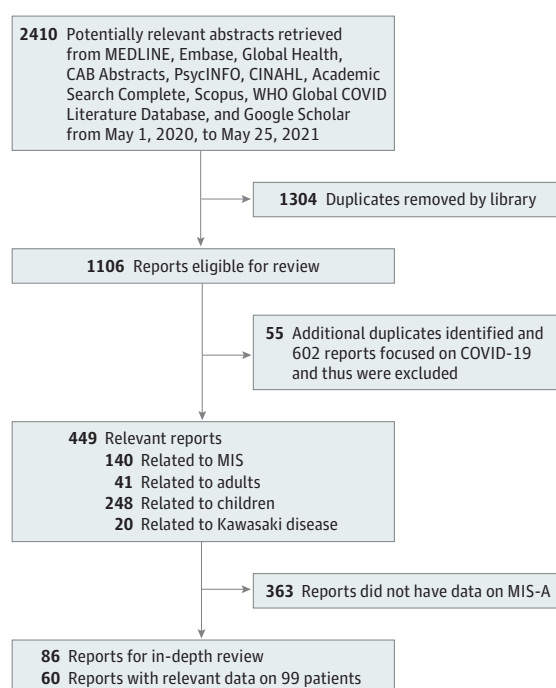 2410 Potentially relevant abstracts retrieved
from MEDLINE, Embase, Global Health,
CAB Abstracts, PsycINFO, CINAHL, Academic
Search Complete, Scopus, WHO Global COVID
Literature Database, and Google Scholar
from May 1, 2020, to May 25, 2021
1304 Duplicates removed by library
1106 Reports eligible for review
55 Additional duplicates identified and
602 reports focused on COVID-19
and thus were excluded
449 Relevant reports
140 Related to MIS
41 Related to adults
248 Related to children
20 Related to Kawasaki disease
363 Reports did not have data on MIS-A
86 Reports for in-depth review
60 Reports with relevant data on 99 patients